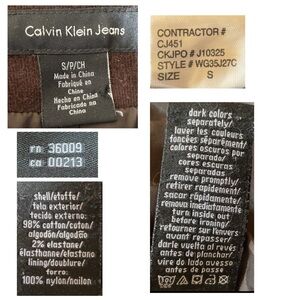 Calvin Klein Jeans
S/P/CH
Made in China
Fabriqué en
Chine
Hecho en China
Fabricado na
China
CONTRACTOR #
CJ451
CKJPO # J10325
STYLE # WG35J27C
SIZE S
rn 36009
ca 00213
shell/etoffe/
tela exterior/
tecido externo:
98% cotton/coton/
algodón/algodão
2% elastane/
élasthanne/elastano
lining/doublure/
forro:
100% nylon/nailon
dark colors
separately/
laver les couleurs
foncées séparément/
colores oscuros por
separado/
cores escuras
separadas
remove promptly/
retirer rapidement/
sacar rápidamente/
remover prontamente
turn inside out
before ironing/
retourner sur l'envers
avant repasser/
darle vuelta al revés
antes de planchar/
vire do lado avesso
antes de passar